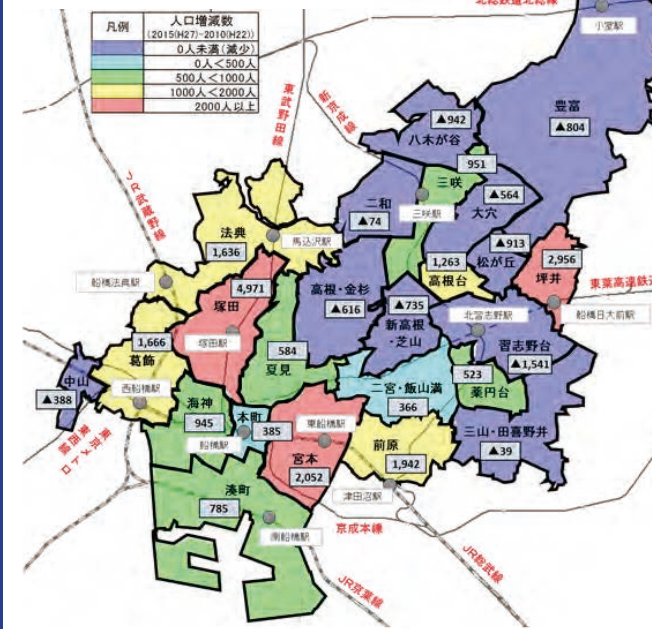 北総鉄道北総線
凡例
人口増減数
(2015(H27)-2010(H22))
0人未満(減少)
0人<500人
500人<1000人
1000人<2000人
2000人以上
小室駅
東武野田線
新京成線
豊富
▲804
▲942
八木が谷
951
三咲
▲564
三咲駅
大穴
二和
▲74
JR武蔵野線
法典
馬込沢駅
1,636
▲913
松が丘
2,956
坪井
1,263
高根台
船橋法典駅
4,971
塚田
高根・金杉
▲616
▲735
新高根
・芝山
東葉高速鉄道
船橋日大前駅
北習志野駅
習志野台
▲1,541
1,666
葛飾
塚田駅
584
夏見
523
薬円台
中山
▲388
西船橋駅
二宮・飯山満
366
海神
945
本町
385
船橋駅
東船橋駅
宮本
2,052
前原
1,942
三山・田喜野井
▲39
東京メトロ
東西線
湊町
785
津田沼駅
南船橋駅
京成本線
JR総武線
JR京葉線